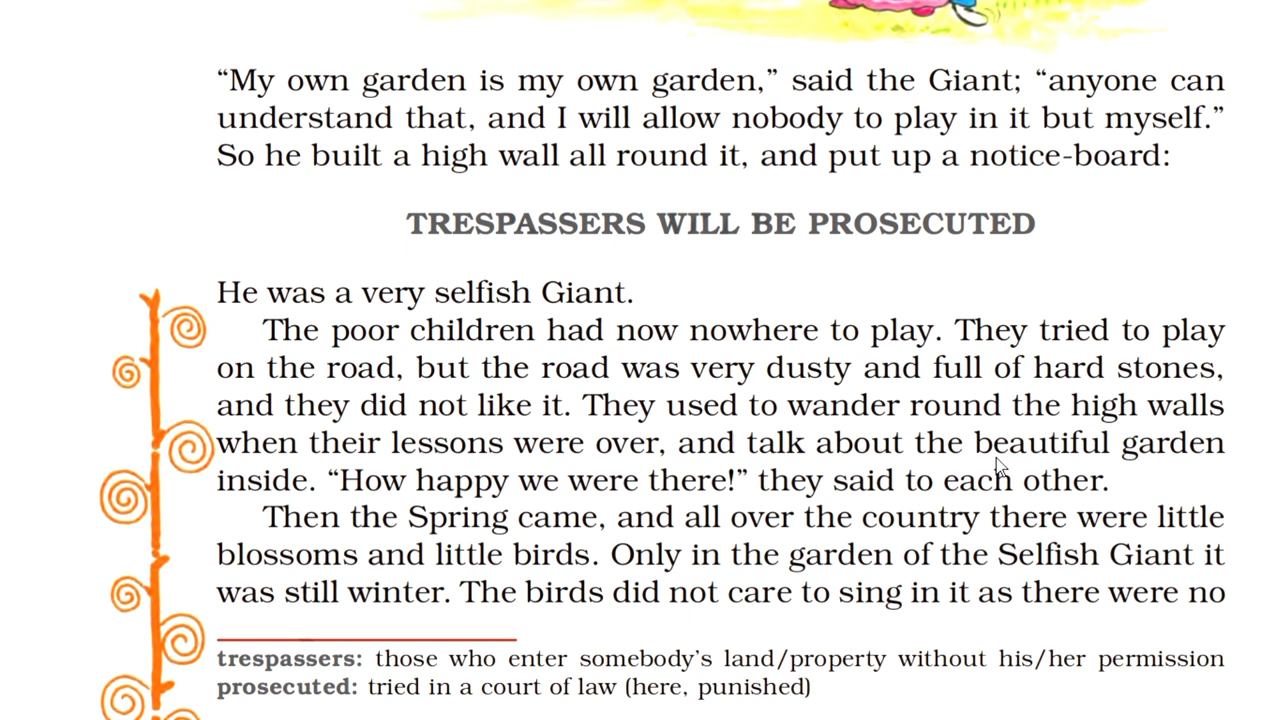 “My own garden is my own garden,” said the Giant; “anyone can
understand that, and I will allow nobody to play in it but myself.”
So he built a high wall all round it, and put up a notice-board:
TRESPASSERS WILL BE PROSECUTED
He was a very selfish Giant.
The poor children had now nowhere to play. They tried to play
on the road, but the road was very dusty and full of hard stones,
and they did not like it. They used to wander round the high walls
when their lessons were over, and talk about the beautiful garden
inside. “How happy we were there!” they said to each other.
Then the Spring came, and all over the country there were little
blossoms and little birds. Only in the garden of the Selfish Giant it
was still winter. The birds did not care to sing in it as there were no
trespassers: those who enter somebody’s land/property without his/her permission
prosecuted: tried in a court of law (here, punished)